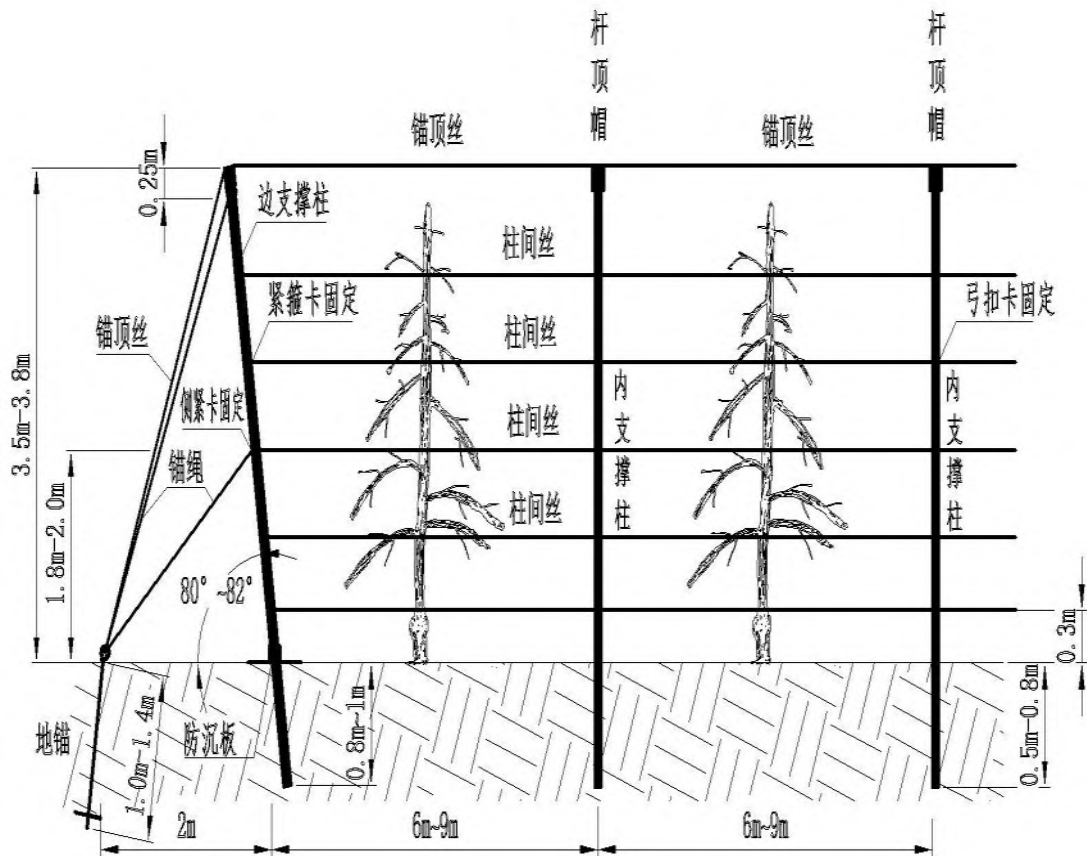 杆顶帽
杆顶帽
锚顶丝
锚顶丝
0.25m
边支撑柱
柱间丝
紧箍卡固定
弓扣卡固定
锚顶丝
柱间丝
3.5m-3.8m
侧紧卡固定
柱间丝
内支撑柱
内支撑柱
锚绳
1.8m-2.0m
柱间丝
80°~82°
0.3m
地锚
1.0m-1.4m
防沉板
0.8m~1m
0.5m-0.8m
2m
6m~9m
6m~9m